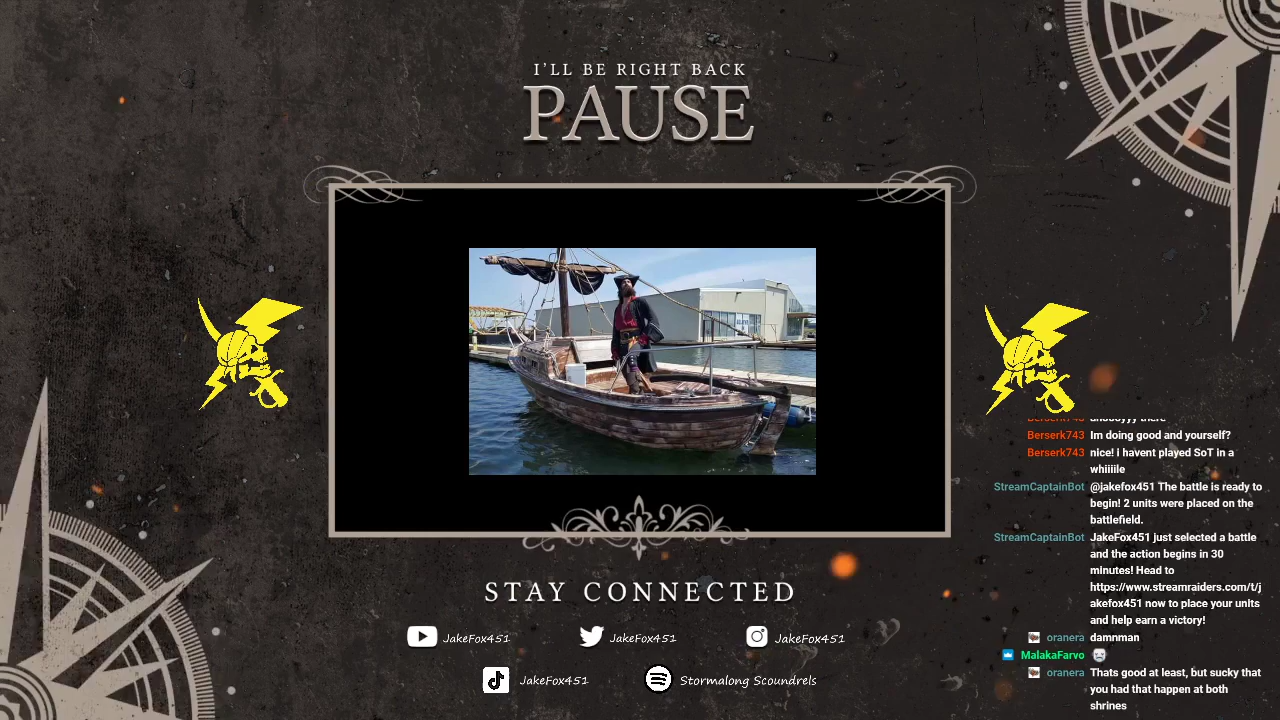 I'LL BE RIGHT BACK
PAUSE
STAY CONNECTED
JakeFox451
JakeFox451
JakeFox451
JakeFox451
Stormalong Scoundrels
Berserk743 Im doing good and yourself?
Berserk743 nice! i havent played SoT in a
whiiiile
StreamCaptainBot @jakefox451 The battle is ready to
begin! 2 units were placed on the
battlefield.
StreamCaptainBot JakeFox451 just selected a battle
and the action begins in 30
minutes! Head to
https://www.streamraiders.com/t/j
akefox451 now to place your units
and help earn a victory!
oranera damnman
MalakaFarvo
oranera Thats good at least, but sucky that
you had that happen at both
shrines